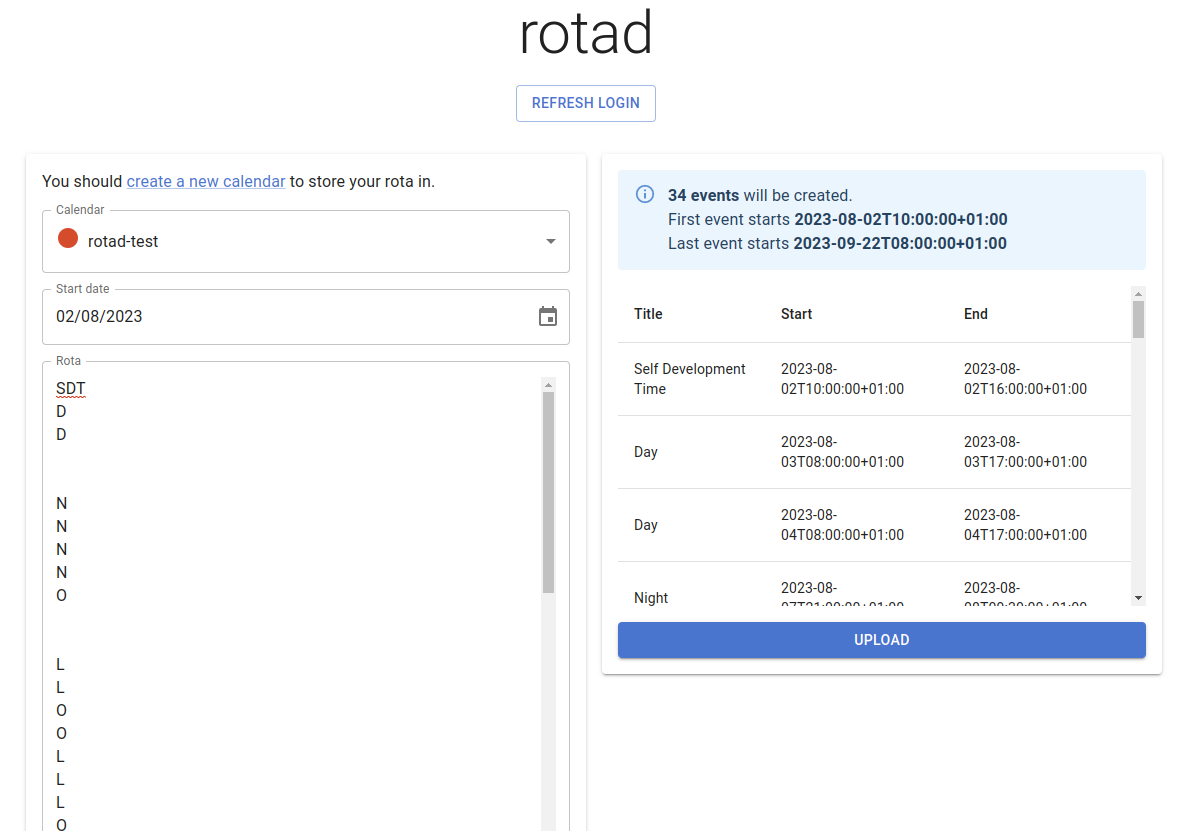 rotad
REFRESH LOGIN
You should create a new calendar to store your rota in.
Calendar
rotad-test
Start date
02/08/2023
Rota
SDT
D
D
N
N
N
N
O
L
L
O
O
L
L
L
O
34 events will be created.
First event starts 2023-08-02T10:00:00+01:00
Last event starts 2023-09-22T08:00:00+01:00
Title Start End
Self Development Time 2023-08-02T10:00:00+01:00 2023-08-02T16:00:00+01:00
Day 2023-08-03T08:00:00+01:00 2023-08-03T17:00:00+01:00
Day 2023-08-04T08:00:00+01:00 2023-08-04T17:00:00+01:00
Night 2023-08- 2023-08-
UPLOAD